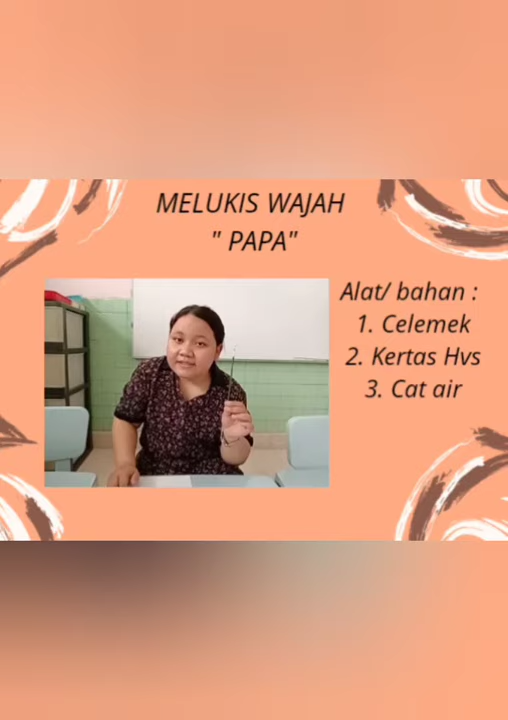 MELUKIS WAJAH
" PAPA"
Alat/ bahan :
1. Celemek
2. Kertas Hvs
3. Cat air